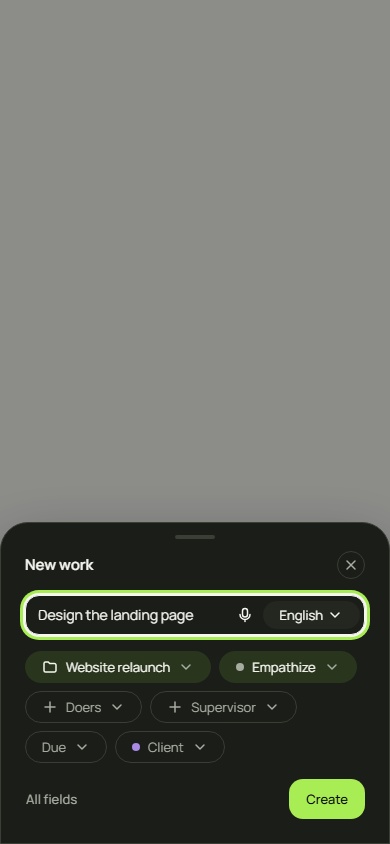 New work
Design the landing page English
Website relaunch Empathize
Doers Supervisor
Due Client
All fields Create